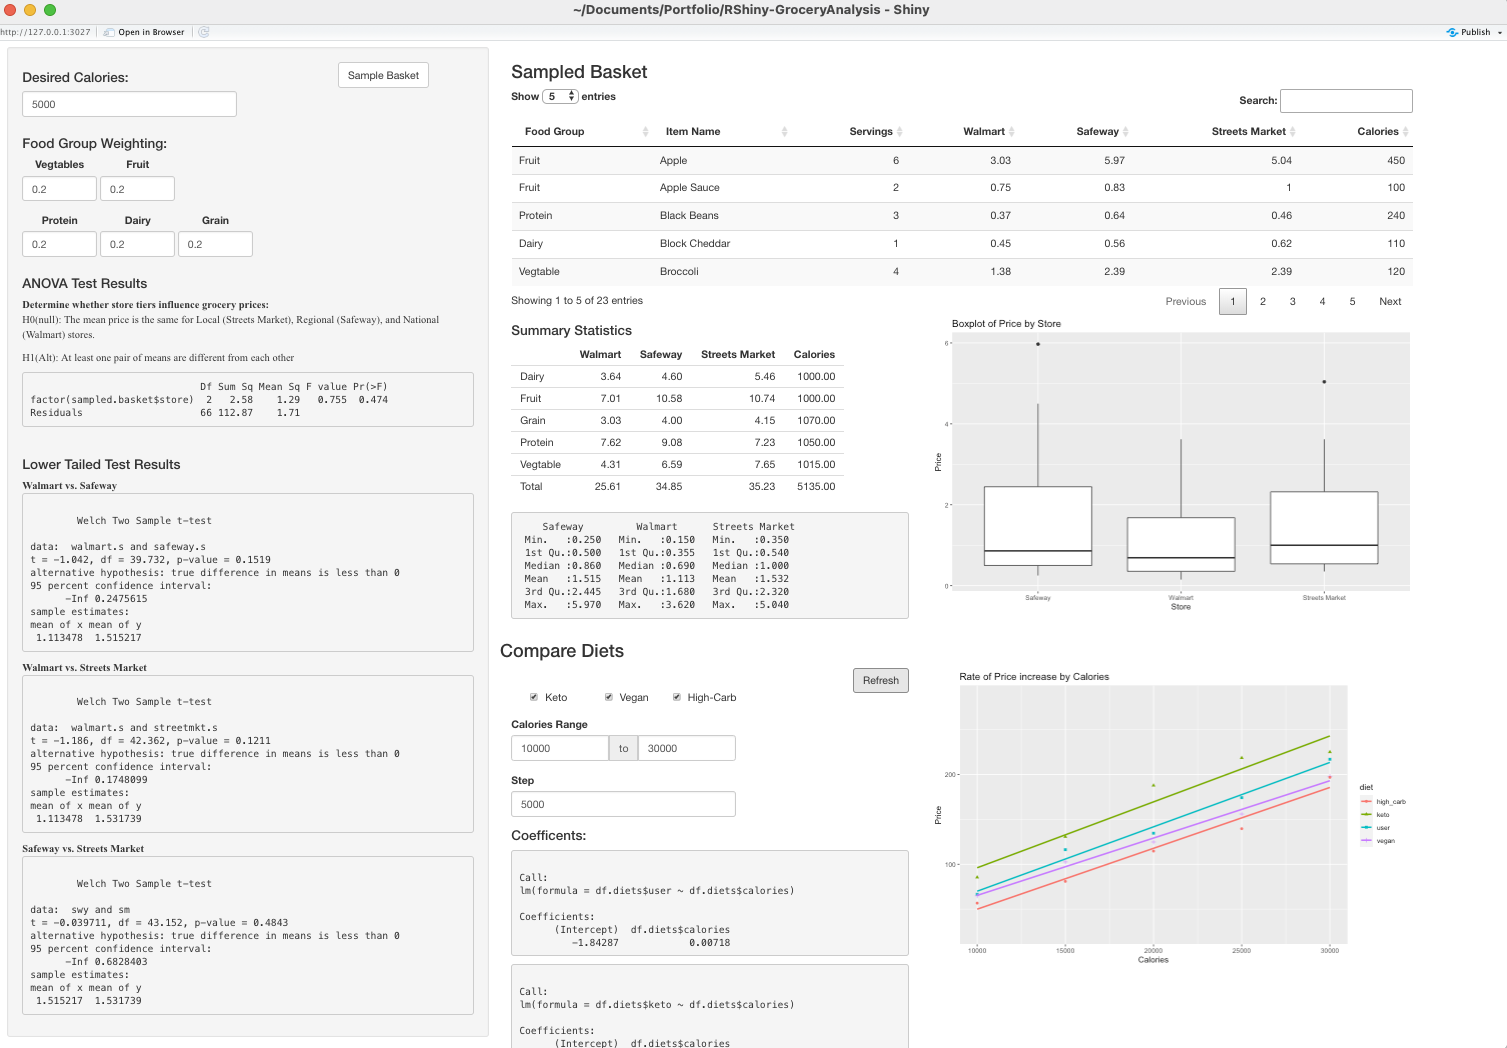 ~/Documents/Portfolio/RShiny-GroceryAnalysis - Shiny
http://127.0.0.1:3027 Open in Browser Publish
Desired Calories:
Sample Basket
5000
Food Group Weighting:
Vegtables Fruit
0.2 0.2
Protein Dairy Grain
0.2 0.2 0.2
ANOVA Test Results
Determine whether store tiers influence grocery prices:
H0(null): The mean price is the same for Local (Streets Market), Regional (Safeway), and National
(Walmart) stores.
H1(Alt): At least one pair of means are different from each other
Df Sum Sq Mean Sq F value Pr(>F)
factor(sampled.basket$store) 2 2.58 1.29 0.755 0.474
Residuals 66 112.87 1.71
Lower Tailed Test Results
Walmart vs. Safeway
Welch Two Sample t-test
data: walmart.s and safeway.s
t = -1.042, df = 39.732, p-value = 0.1519
alternative hypothesis: true difference in means is less than 0
95 percent confidence interval:
-Inf 0.2475615
sample estimates:
mean of x mean of y
1.113478 1.515217
Walmart vs. Streets Market
Welch Two Sample t-test
data: walmart.s and streetmkt.s
t = -1.186, df = 42.362, p-value = 0.1211
alternative hypothesis: true difference in means is less than 0
95 percent confidence interval:
-Inf 0.1748099
sample estimates:
mean of x mean of y
1.113478 1.531739
Safeway vs. Streets Market
Welch Two Sample t-test
data: swy and sm
t = -0.039711, df = 43.152, p-value = 0.4843
alternative hypothesis: true difference in means is less than 0
95 percent confidence interval:
-Inf 0.6828403
sample estimates:
mean of x mean of y
1.515217 1.531739
Sampled Basket
Show 5 entries
Search:
Food Group Item Name Servings Walmart Safeway Streets Market Calories
Fruit Apple 6 3.03 5.97 5.04 450
Fruit Apple Sauce 2 0.75 0.83 1 100
Protein Black Beans 3 0.37 0.64 0.46 240
Dairy Block Cheddar 1 0.45 0.56 0.62 110
Vegtable Broccoli 4 1.38 2.39 2.39 120
Showing 1 to 5 of 23 entries
Previous 1 2 3 4 5 Next
Summary Statistics
Walmart Safeway Streets Market Calories
Dairy 3.64 4.60 5.46 1000.00
Fruit 7.01 10.58 10.74 1000.00
Grain 3.03 4.00 4.15 1070.00
Protein 7.62 9.08 7.23 1050.00
Vegtable 4.31 6.59 7.65 1015.00
Total 25.61 34.85 35.23 5135.00
Safeway Walmart Streets Market
Min. :0.250 Min. :0.150 Min. :0.350
1st Qu.:0.500 1st Qu.:0.355 1st Qu.:0.540
Median :0.860 Median :0.690 Median :1.000
Mean :1.515 Mean :1.113 Mean :1.532
3rd Qu.:2.445 3rd Qu.:1.680 3rd Qu.:2.320
Max. :5.970 Max. :3.620 Max. :5.040
Boxplot of Price by Store
6
4
2
0
Price
Safeway Walmart Streets Market
Store
Compare Diets
Refresh
Keto Vegan High-Carb
Calories Range
10000 to 30000
Step
5000
Coefficents:
Call:
lm(formula = df.diets$user ~ df.diets$calories)
Coefficients:
(Intercept) df.diets$calories
-1.84287 0.00718
Call:
lm(formula = df.diets$keto ~ df.diets$calories)
Coefficients:
(Intercept) df.diets$calories
Rate of Price increase by Calories
200
100
Price
10000 15000 20000 25000 30000
Calories
diet
high_carb
keto
user
vegan